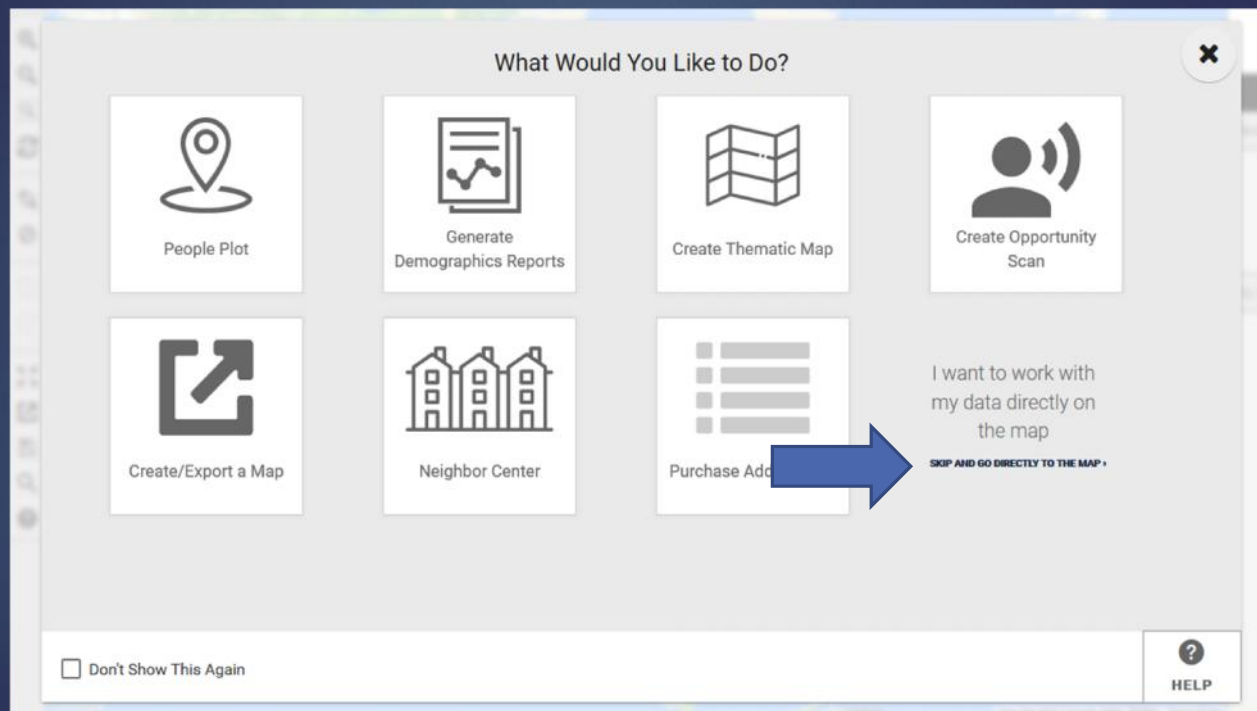 What Would You Like to Do?
People Plot
Generate
Demographics Reports
Create Thematic Map
Create Opportunity
Scan
Create/Export a Map
Neighbor Center
Purchase
I want to work with
my data directly on
the map
SKIP AND GO DIRECTLY TO THE MAP ›
Don't Show This Again
HELP